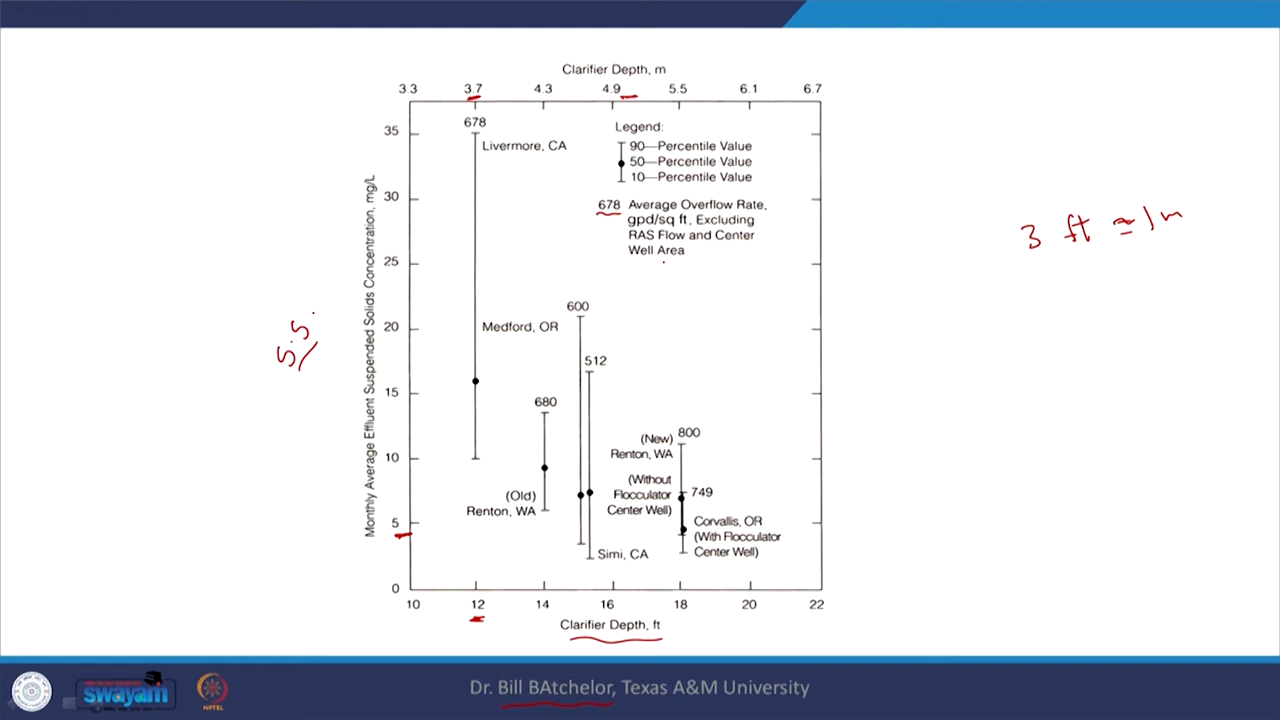 Clarifier Depth, m
3.3 3.7 4.3 4.9 5.5 6.1 6.7
678
35
Livermore, CA
Legend:
90—Percentile Value
50—Percentile Value
10—Percentile Value
30
678 Average Overflow Rate,
gpd/sq ft, Excluding
RAS Flow and Center
Well Area
3 ft ≅ 1m
25
600
S.S.
20
Medford, OR
512
15
680
(New) 800
Renton, WA
10
(Without
Flocculator
Center Well)
749
(Old)
Renton, WA
5
Corvallis, OR
(With Flocculator
Center Well)
Simi, CA
0
Monthly Average Effluent Suspended Solids Concentration, mg/L
10 12 14 16 18 20 22
Clarifier Depth, ft
swayam
NPTEL
Dr. Bill BAtchelor, Texas A&M University